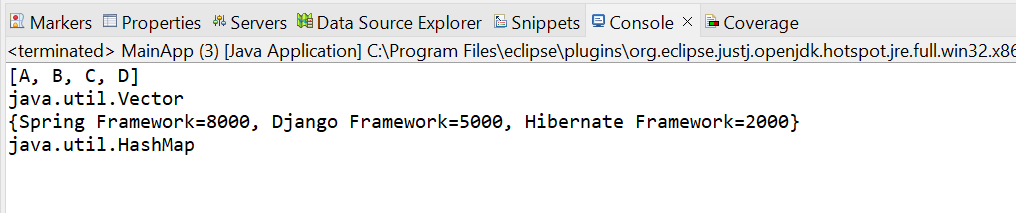 Markers Properties Servers Data Source Explorer Snippets Console Coverage
<terminated> MainApp (3) [Java Application] C:\Program Files\eclipse\plugins\org.eclipse.justj.openjdk.hotspot.jre.full.win32.x86
[A, B, C, D]
java.util.Vector
{Spring Framework=8000, Django Framework=5000, Hibernate Framework=2000}
java.util.HashMap